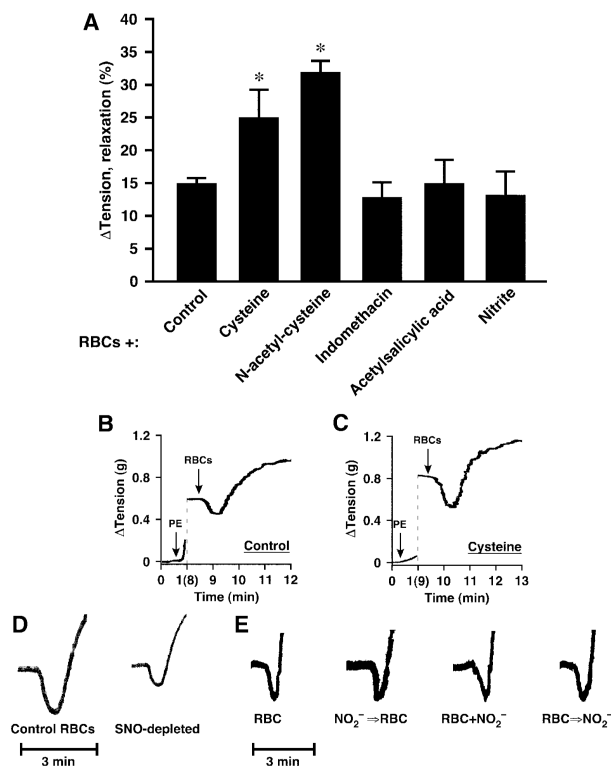 A
ΔTension, relaxation (%)
40
35
30
25
20
15
10
5
0
*
*
RBCs +:
Control
Cysteine
N-acetyl-cysteine
Indomethacin
Acetylsalicylic acid
Nitrite
B
ΔTension (g)
1.2
0.8
0.4
0
RBCs
PE
Control
0 1(8) 9 10 11 12
Time (min)
C
ΔTension (g)
1.2
0.8
0.4
0
RBCs
PE
Cysteine
0 1(9) 10 11 12 13
Time (min)
D
Control RBCs
SNO-depleted
3 min
E
RBC
NO₂⁻⇒RBC
RBC+NO₂⁻
RBC⇒NO₂⁻
3 min